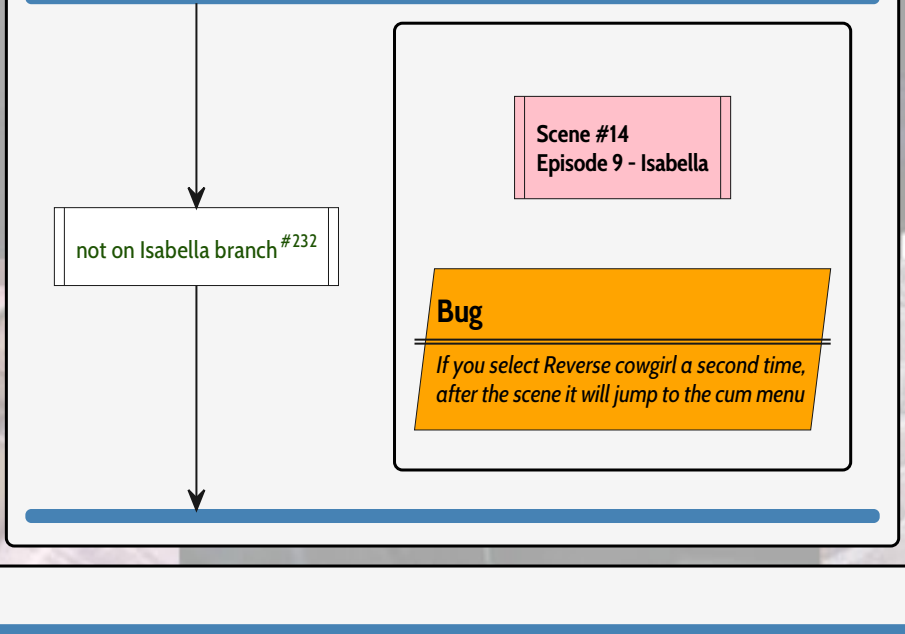 Scene #14
Episode 9 - Isabella
not on Isabella branch #232
Bug
If you select Reverse cowgirl a second time,
after the scene it will jump to the cum menu